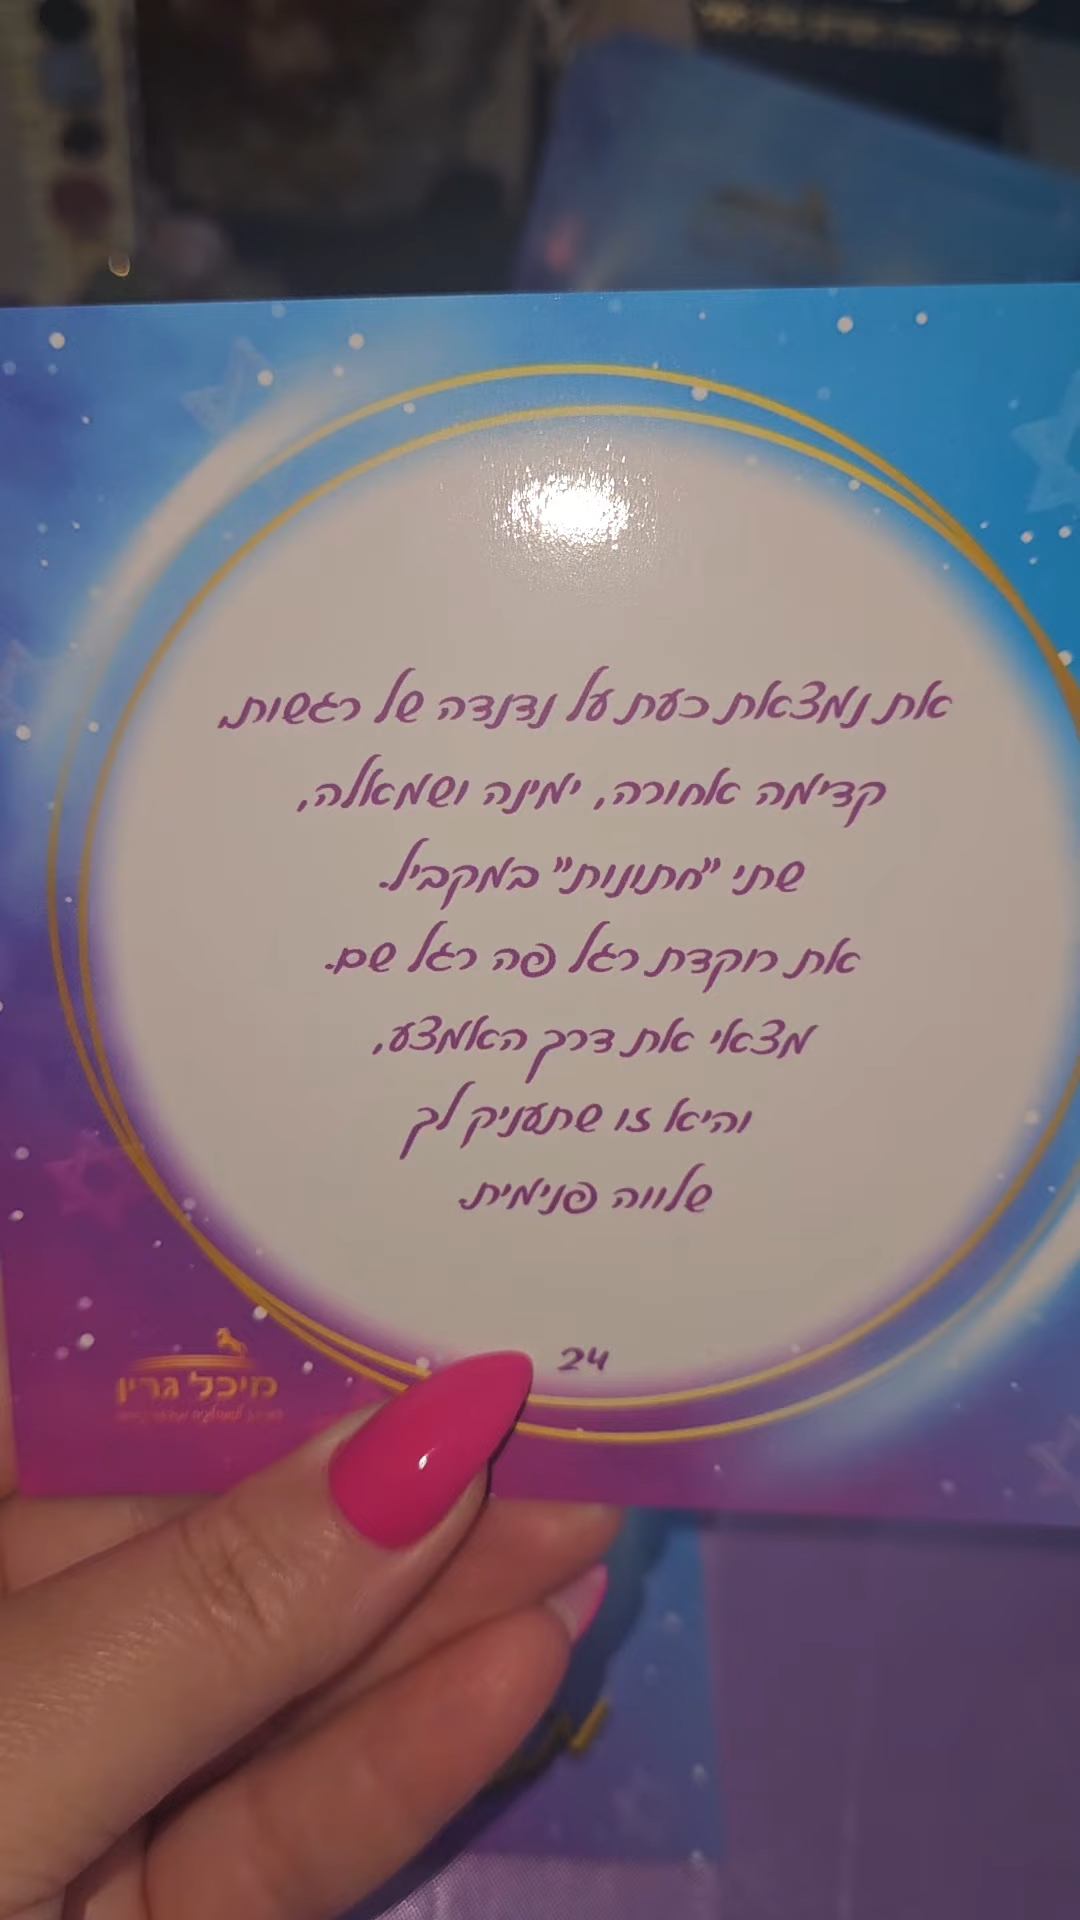 את נמצאת כעת על נדנדה של רגשות,
קדימה אחורה, ימינה ושמאלה,
שתי "חתונות" במקביל.
את רוקדת רגל פה רגל שם.
מצאי את דרך האמצע,
והיא זו שתעניק לך
שלווה פנימית.
24
מיכל גרין